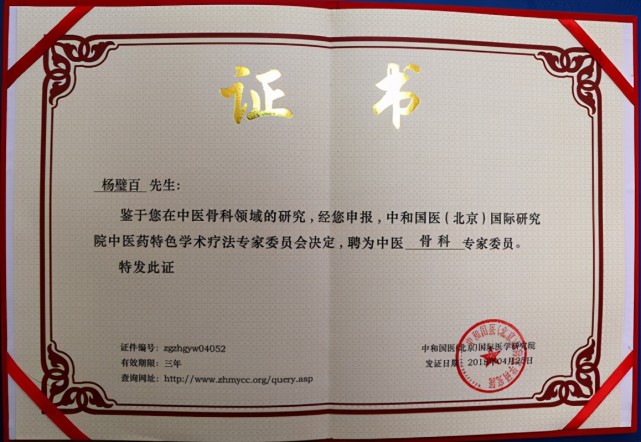 证 书
杨璧百 先生：
鉴于您在中医骨科领域的研究，经您申报，中和国医（北京）国际研究
院中医药特色学术疗法专家委员会决定，聘为中医 骨科 专家委员。
特发此证
证件编号：zgzhgyw04052
有效期限：三年
查询网址：http://www.zhmycc.org/query.asp
中和国医(北京)国际医学研究院
发证日期：